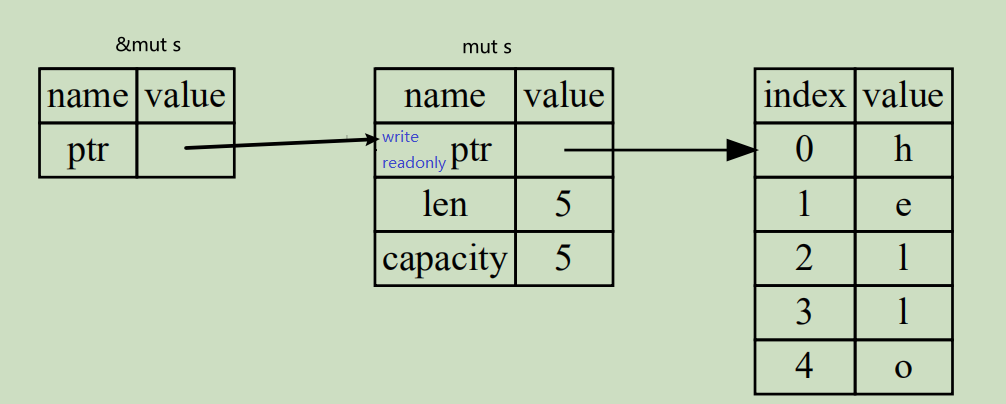 &mut s
name value
ptr
mut s
name value
write
readonly ptr
len 5
capacity 5
index value
0 h
1 e
2 l
3 l
4 o